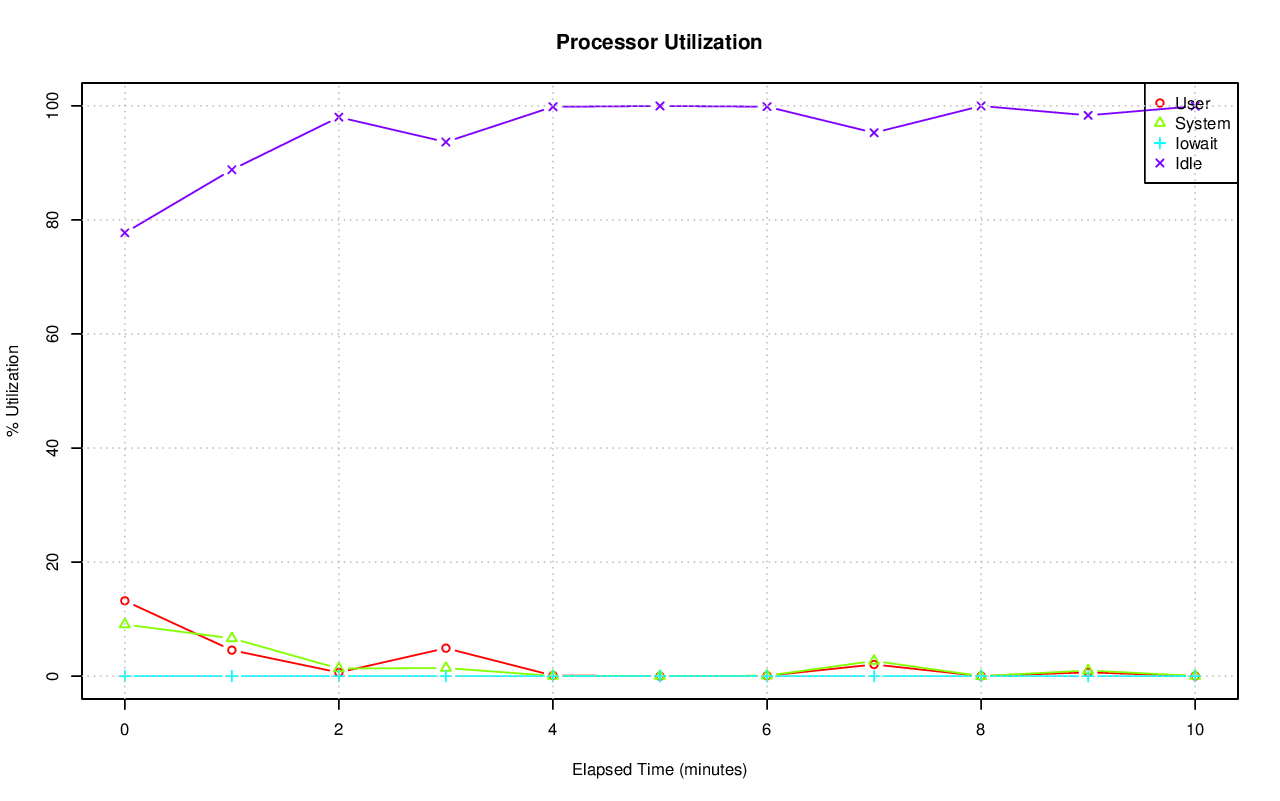 Processor Utilization
% Utilization
100
80
60
40
20
0
User
System
Iowait
Idle
0 2 4 6 8 10
Elapsed Time (minutes)